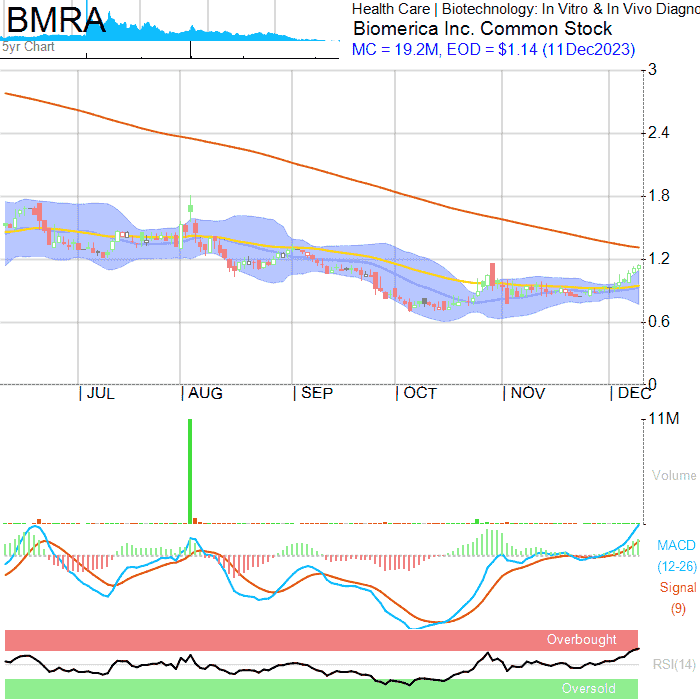 BMRA
5yr Chart
Health Care | Biotechnology: In Vitro & In Vivo Diagno
Biomerica Inc. Common Stock
MC = 19.2M, EOD = $1.14 (11Dec2023)
3
2.4
1.8
1.2
0.6
0
| JUL | AUG | SEP | OCT | NOV | DEC
11M
Volume
MACD
(12-26)
Signal
(9)
Overbought
RSI(14)
Oversold